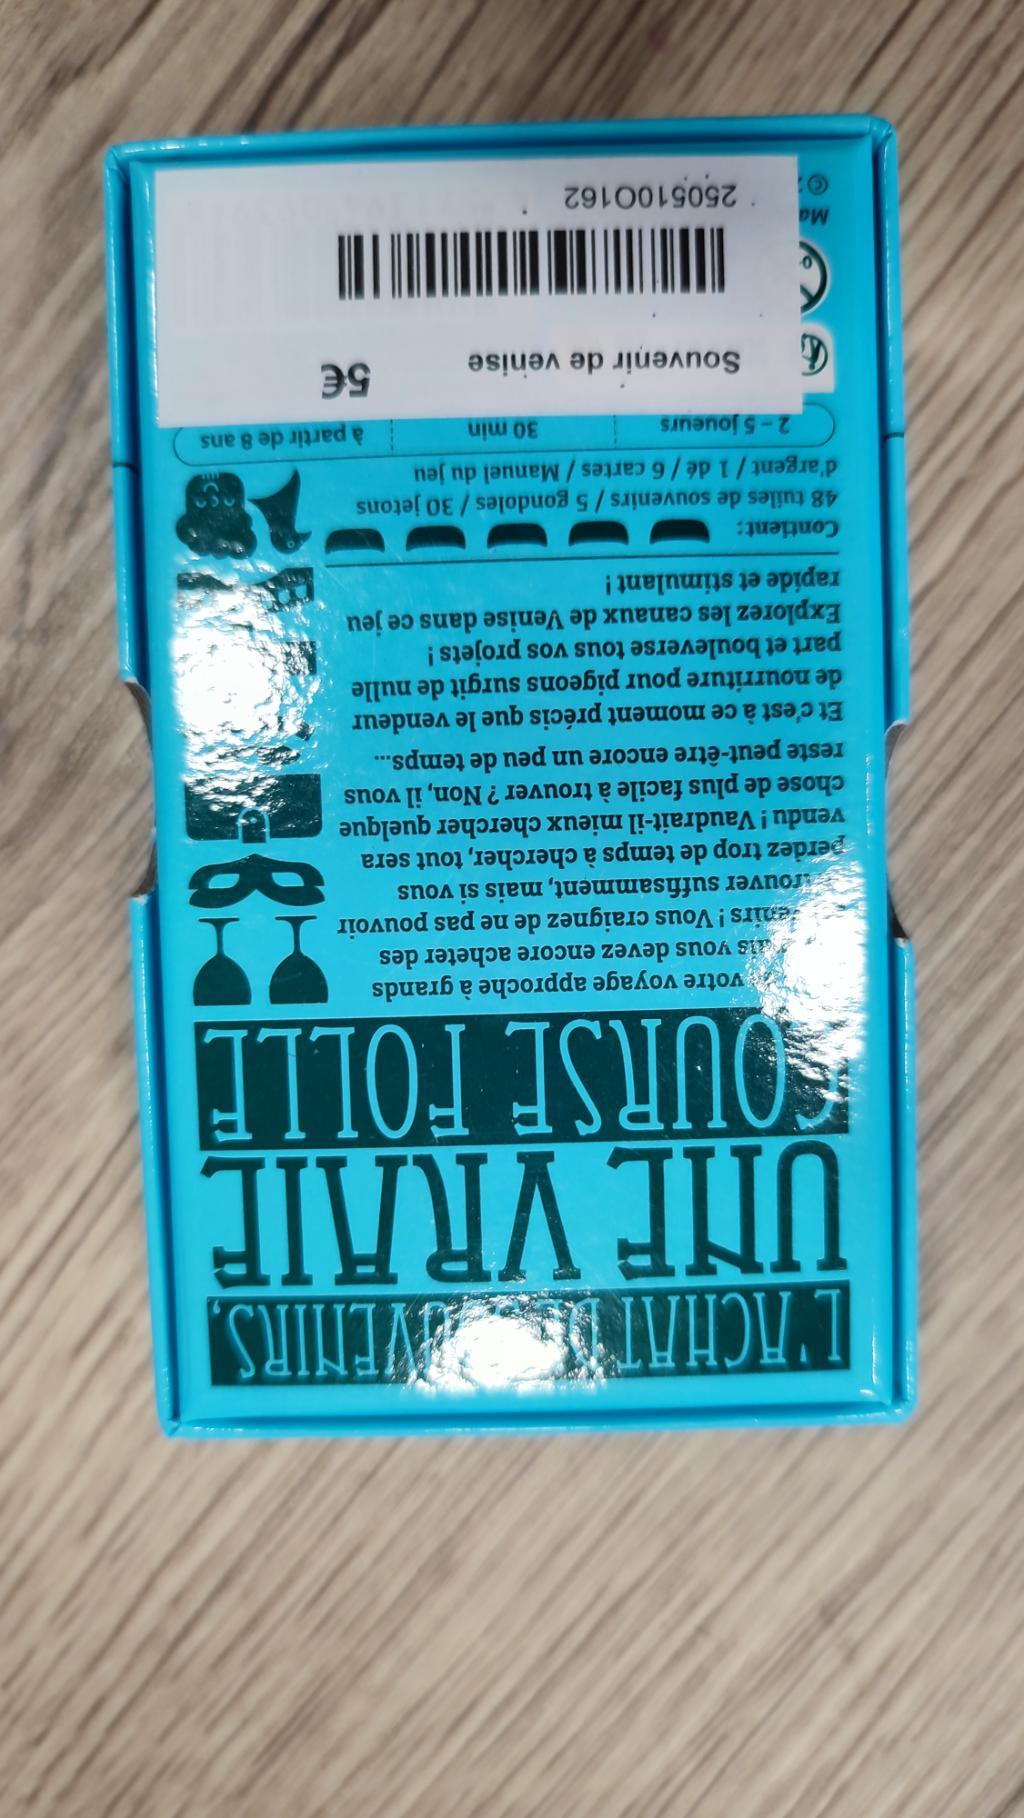 L'ACHAT DE SOUVENIRS,
UNE VRAIE
COURSE FOLLE
votre voyage approche à grands
vous devez encore acheter des
! Vous craignez de ne pas pouvoir
trouver suffisamment, mais si vous
perdez trop de temps à chercher, tout sera
vendu ! Vaudrait-il mieux chercher quelque
chose de plus facile à trouver ? Non, il vous
reste peut-être encore un peu de temps...
Et c'est à ce moment précis que le vendeur
de nourriture pour pigeons surgit de nulle
part et bouleverse tous vos projets !
Explorez les canaux de Venise dans ce jeu
rapide et stimulant !
Contient:
48 tuiles de souvenirs / 5 gondoles / 30 jetons
d'argent / 1 dé / 6 cartes / Manuel du jeu
2 – 5 joueurs 30 min à partir de 8 ans
Souvenir de venise 5€
250510O162